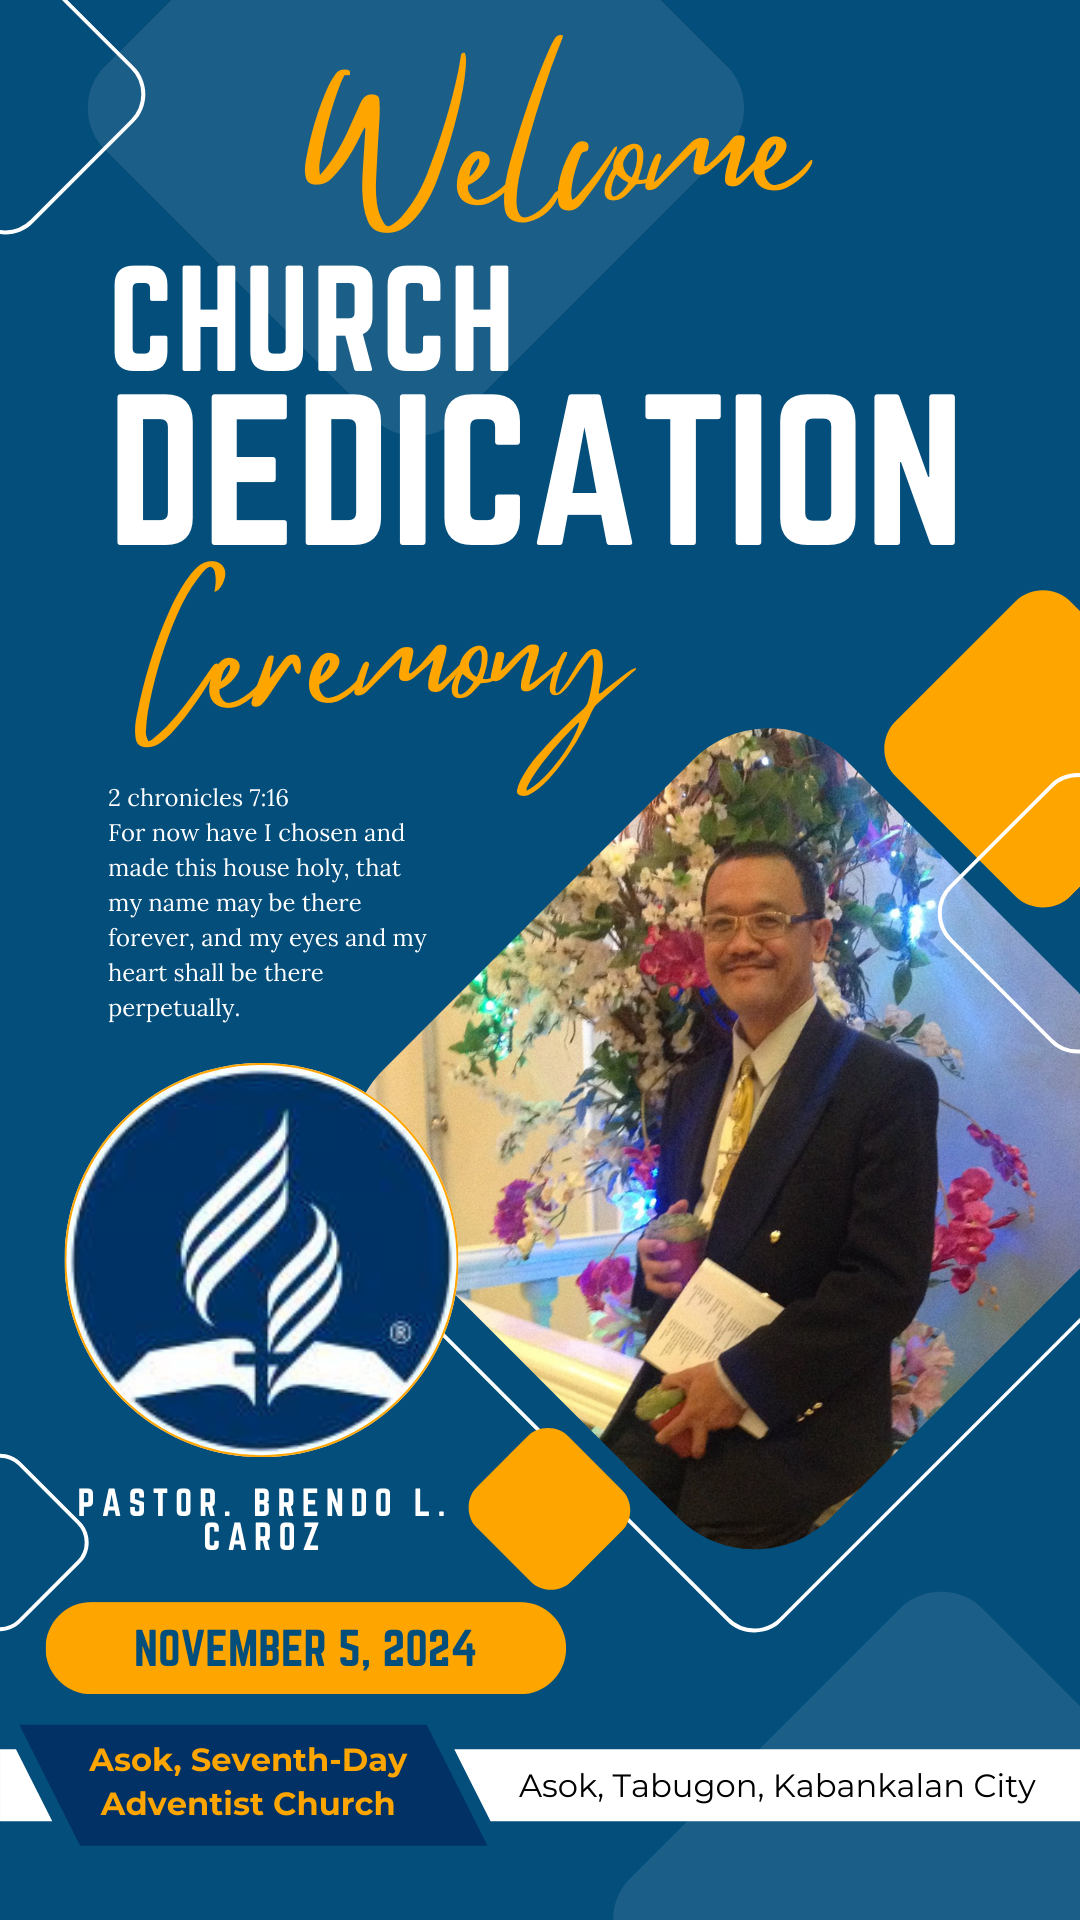 Welcome
CHURCH
DEDICATION
Ceremony
2 chronicles 7:16
For now have I chosen and
made this house holy, that
my name may be there
forever, and my eyes and my
heart shall be there
perpetually.
®
PASTOR. BRENDO L.
CAROZ
NOVEMBER 5, 2024
Asok, Seventh-Day
Adventist Church
Asok, Tabugon, Kabankalan City